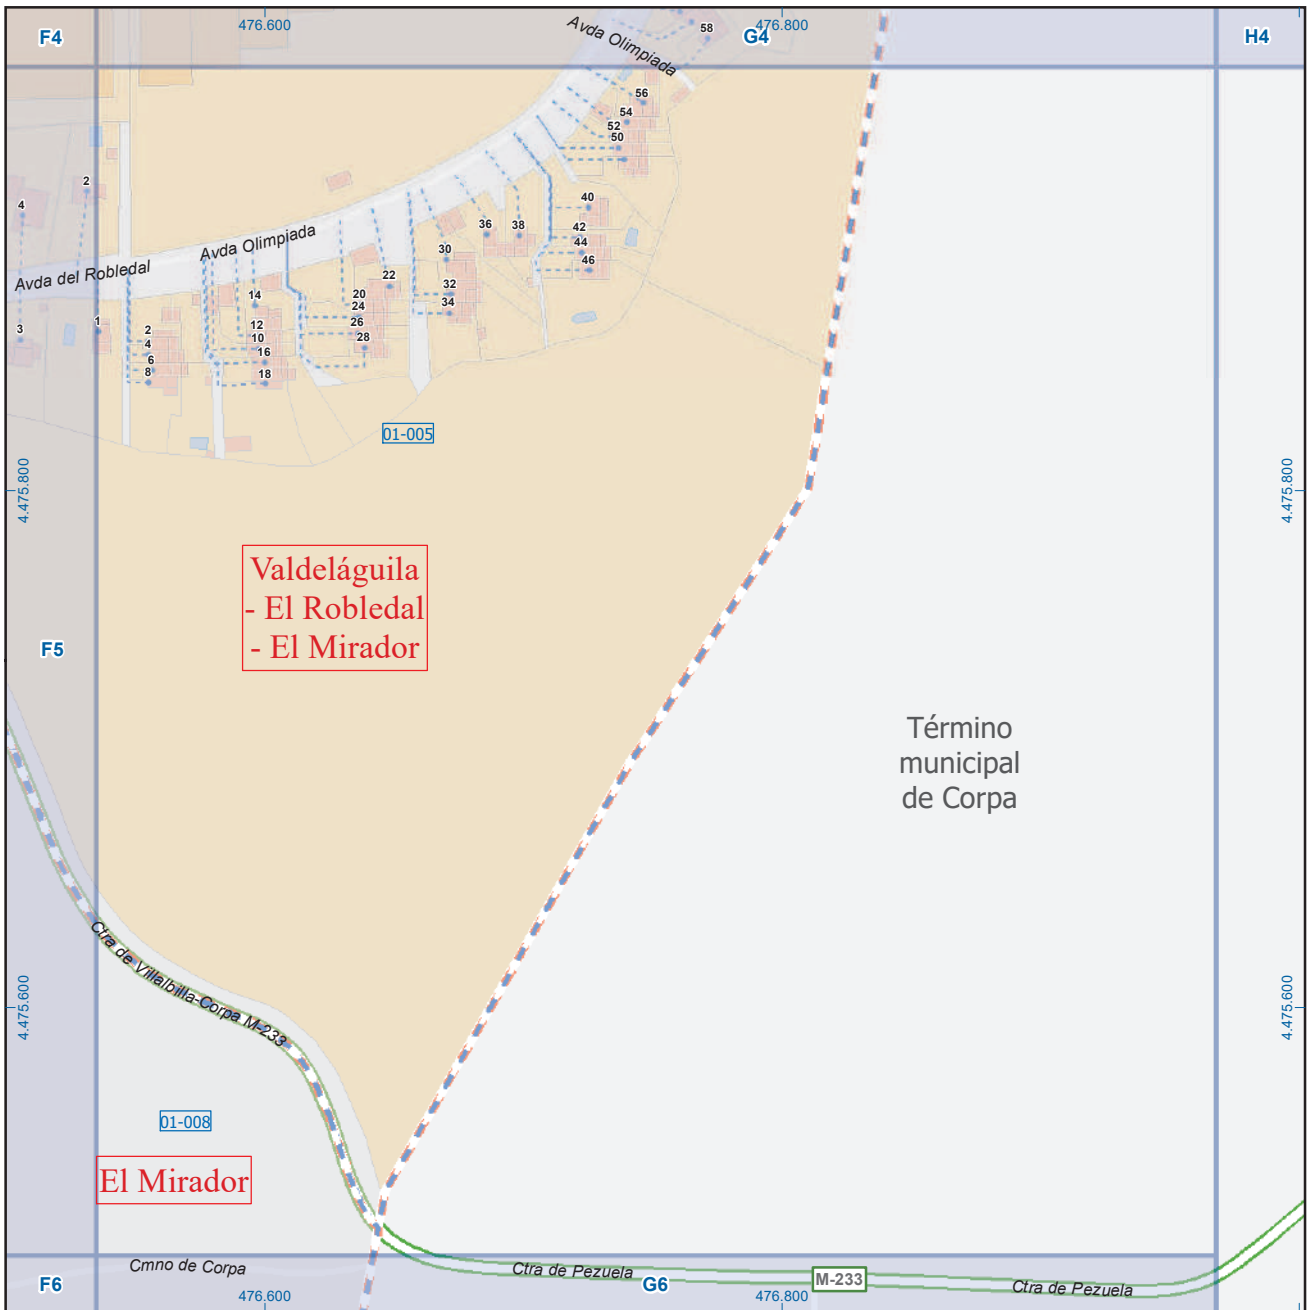 F4
476.600
Avda Olimpiada
58
476.800
G4
H4
56
54
52
50
2
4
40
42
44
46
36
38
Avda Olimpiada
Avda del Robledal
30
32
34
22
20
24
26
28
14
12
10
16
18
3
1
2
4
6
8
01-005
4.475.800
4.475.800
Valdeláguila
- El Robledal
- El Mirador
F5
Término
municipal
de Corpa
Ctra de Villalbilla-Corpa M-233
4.475.600
4.475.600
01-008
El Mirador
Cmno de Corpa
Ctra de Pezuela
M-233
Ctra de Pezuela
F6
476.600
G6
476.800